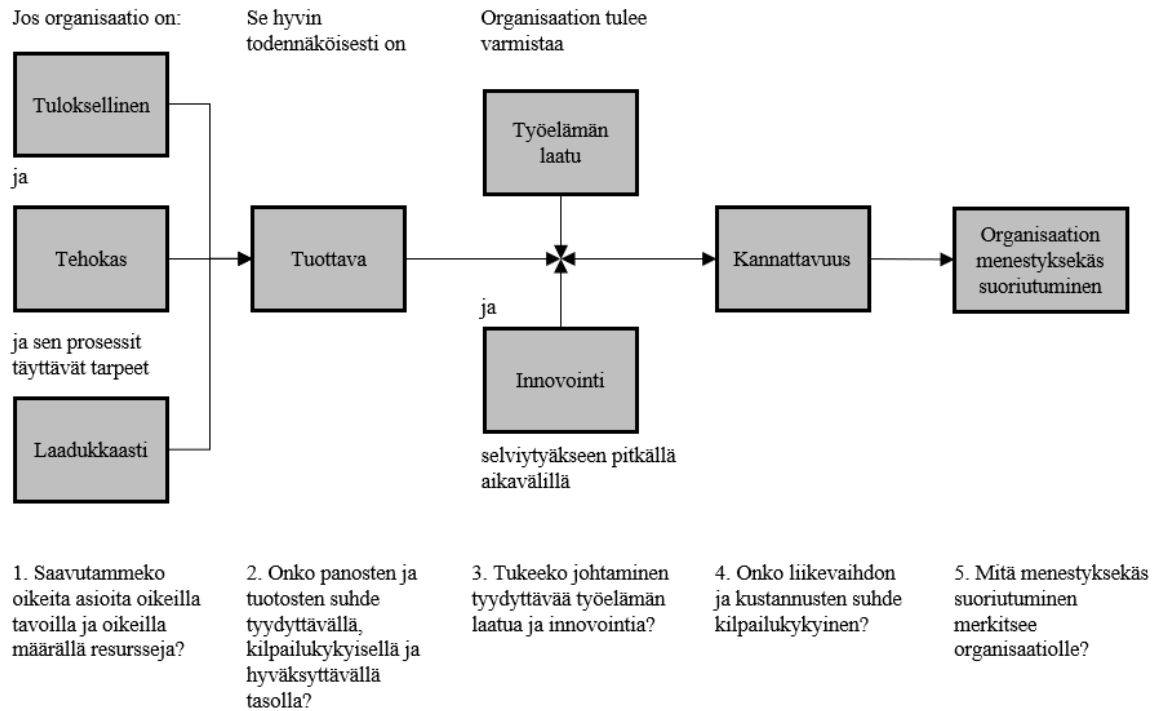 Jos organisaatio on:
Se hyvin
todennäköisesti on
Organisaation tulee
varmistaa
Tuloksellinen
ja
Tehokas
ja sen prosessit
täyttävät tarpeet
Laadukkaasti
Tuottava
Työelämän
laatu
ja
Innovointi
selviytyäkseen pitkällä
aikavälillä
Kannattavuus
Organisaation
menestyksekäs
suoriutuminen
1. Saavutammeko
oikeita asioita oikeilla
tavoilla ja oikeilla
määrällä resursseja?
2. Onko panosten ja
tuotosten suhde
tyydyttävällä,
kilpailukykyisellä ja
hyväksyttävällä
tasolla?
3. Tukeeko johtaminen
tyydyttävää työelämän
laatua ja innovointia?
4. Onko liikevaihdon
ja kustannusten suhde
kilpailukykyinen?
5. Mitä menestyksekäs
suoriutuminen
merkitsee
organisaatiolle?